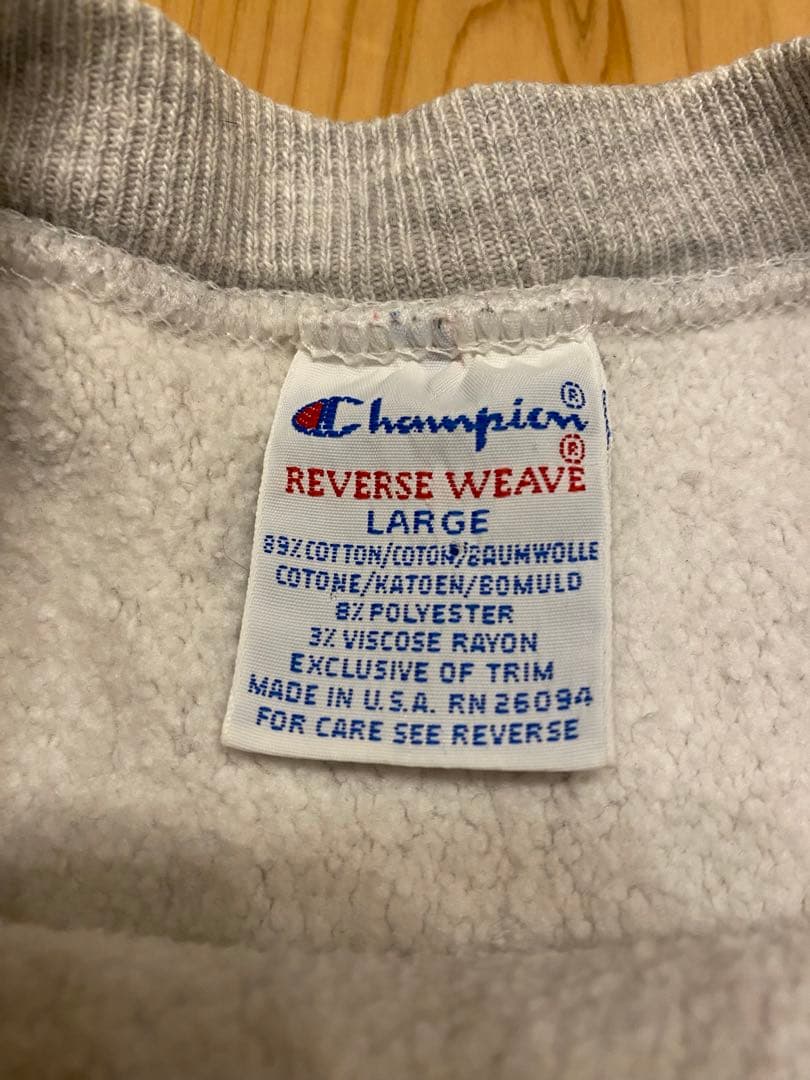 Champion®
REVERSE WEAVE®
LARGE
89% COTTON/COTON/BAUMWOLLE
COTONE/KATOEN/BOMULD
8% POLYESTER
3% VISCOSE RAYON
EXCLUSIVE OF TRIM
MADE IN U.S.A. RN 26094
FOR CARE SEE REVERSE